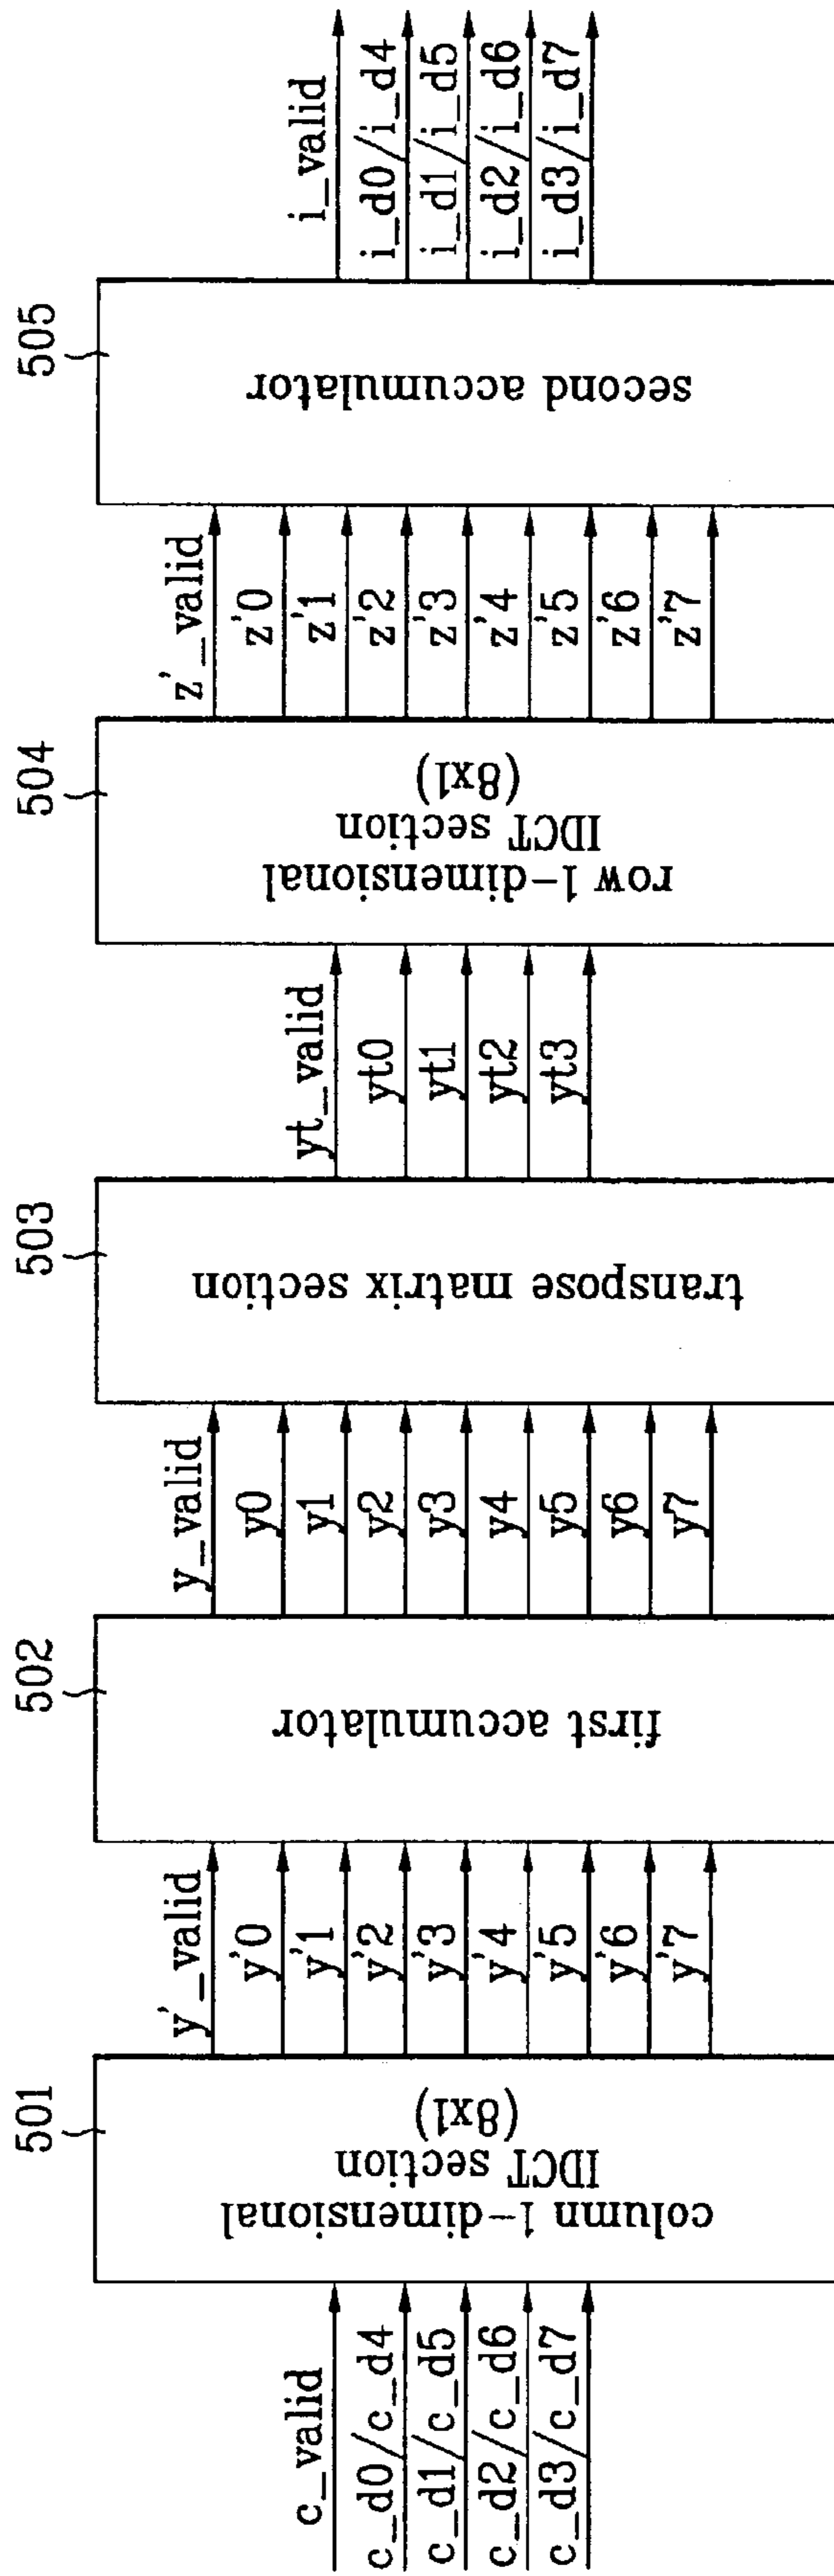 c_valid
c_d0/c_d4
c_d1/c_d5
c_d2/c_d6
c_d3/c_d7
501
column 1-dimensional
IDCT section
(8x1)
y'_valid
y'0
y'1
y'2
y'3
y'4
y'5
y'6
y'7
502
first accumulator
y_valid
y0
y1
y2
y3
y4
y5
y6
y7
503
transpose matrix section
yt_valid
yt0
yt1
yt2
yt3
504
row 1-dimensional
IDCT section
(8x1)
z'_valid
z'0
z'1
z'2
z'3
z'4
z'5
z'6
z'7
505
second accumulator
i_valid
i_d0/i_d4
i_d1/i_d5
i_d2/i_d6
i_d3/i_d7